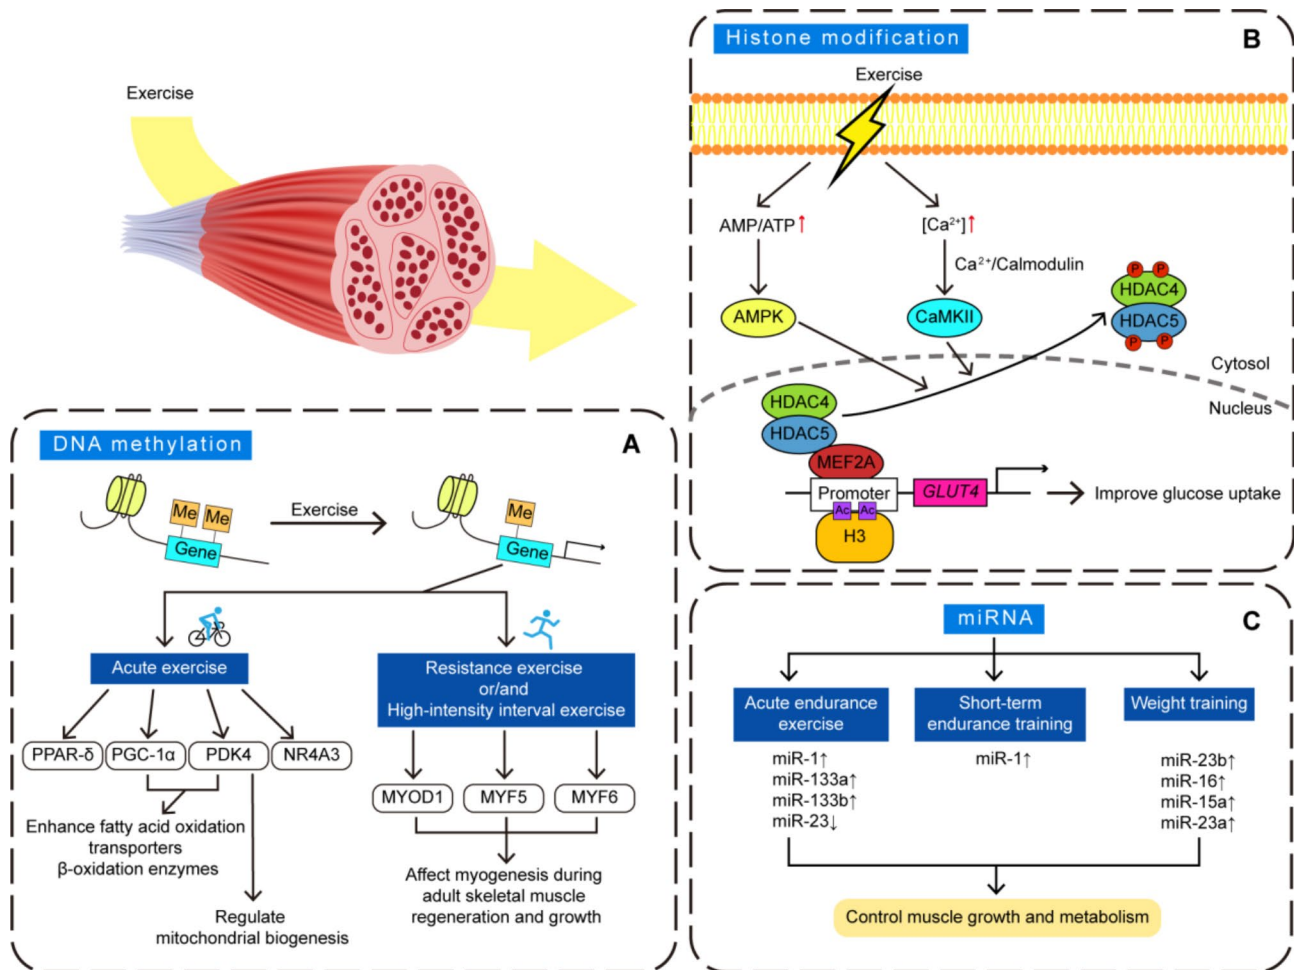 Exercise
DNA methylation
A
Me
Me
Gene
Exercise
Me
Gene
Acute exercise
Resistance exercise
or/and
High-intensity interval exercise
PPAR-δ
PGC-1α
PDK4
NR4A3
MYOD1
MYF5
MYF6
Enhance fatty acid oxidation
transporters
β-oxidation enzymes
Regulate
mitochondrial biogenesis
Affect myogenesis during
adult skeletal muscle
regeneration and growth
Histone modification
B
Exercise
AMP/ATP↑
[Ca²⁺]↑
Ca²⁺/Calmodulin
AMPK
CaMKII
P
P
HDAC4
HDAC5
P
P
Cytosol
Nucleus
HDAC4
HDAC5
MEF2A
Promoter
GLUT4
Improve glucose uptake
Ac
Ac
H3
miRNA
C
Acute endurance
exercise
miR-1↑
miR-133a↑
miR-133b↑
miR-23↓
Short-term
endurance training
miR-1↑
Weight training
miR-23b↑
miR-16↑
miR-15a↑
miR-23a↑
Control muscle growth and metabolism